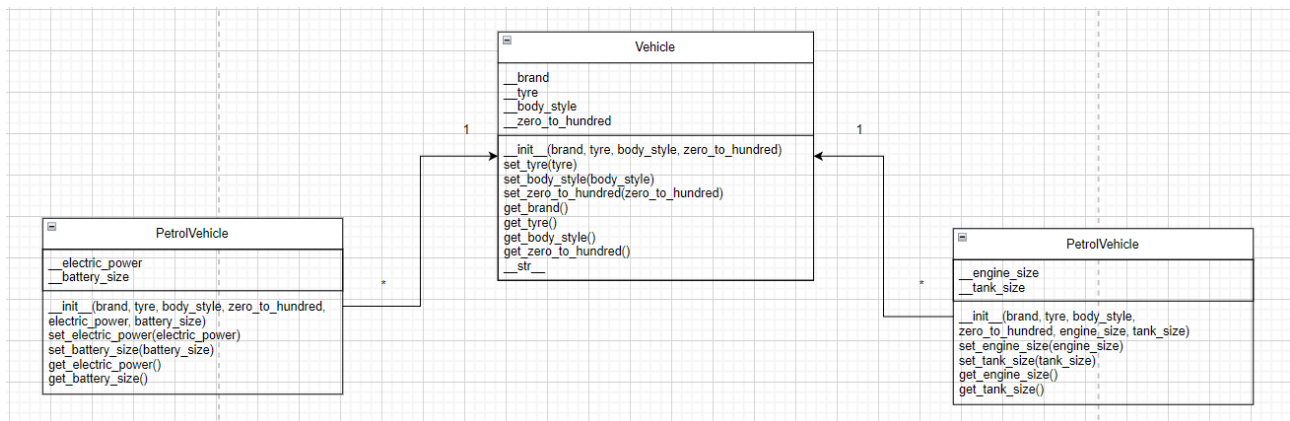 Vehicle
__brand
__tyre
__body_style
__zero_to_hundred
__init__(brand, tyre, body_style, zero_to_hundred)
set_tyre(tyre)
set_body_style(body_style)
set_zero_to_hundred(zero_to_hundred)
get_brand()
get_tyre()
get_body_style()
get_zero_to_hundred()
__str__
1
1
PetrolVehicle
__electric_power
__battery_size
__init__(brand, tyre, body_style, zero_to_hundred,
electric_power, battery_size)
set_electric_power(electric_power)
set_battery_size(battery_size)
get_electric_power()
get_battery_size()
*
*
PetrolVehicle
__engine_size
__tank_size
__init__(brand, tyre, body_style,
zero_to_hundred, engine_size, tank_size)
set_engine_size(engine_size)
set_tank_size(tank_size)
get_engine_size()
get_tank_size()